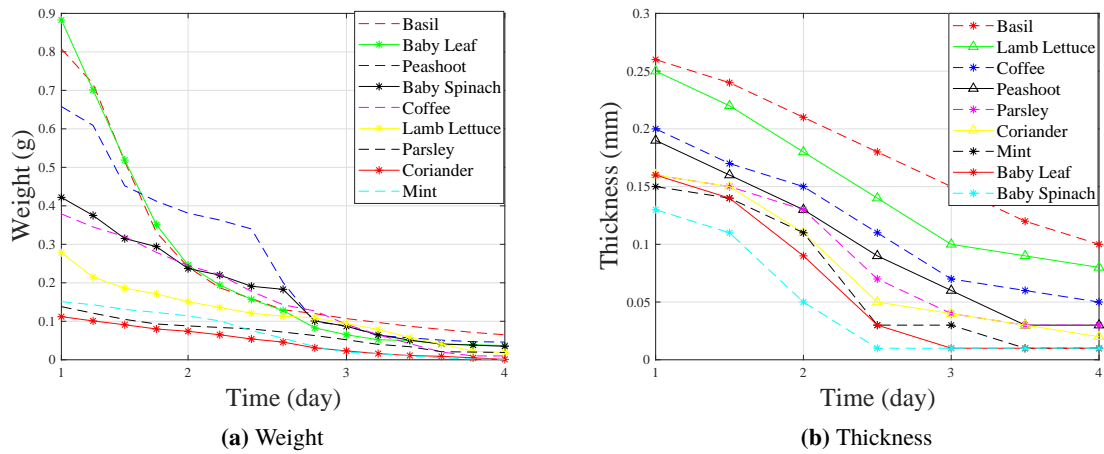 0.9
0.8
0.7
0.6
0.5
0.4
0.3
0.2
0.1
0
Weight (g)
1
2
3
4
Time (day)
Basil
Baby Leaf
Peashoot
Baby Spinach
Coffee
Lamb Lettuce
Parsley
Coriander
Mint
(a) Weight
0.3
0.25
0.2
0.15
0.1
0.05
0
Thickness (mm)
1
2
3
4
Time (day)
Basil
Lamb Lettuce
Coffee
Peashoot
Parsley
Coriander
Mint
Baby Leaf
Baby Spinach
(b) Thickness